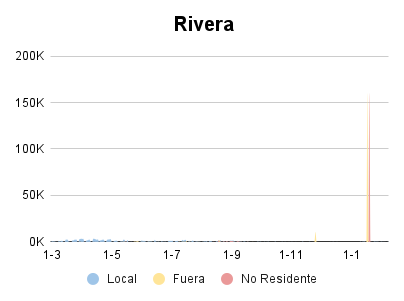 Rivera
200K
150K
100K
50K
0K
1-3 1-5 1-7 1-9 1-11 1-1
Local Fuera No Residente